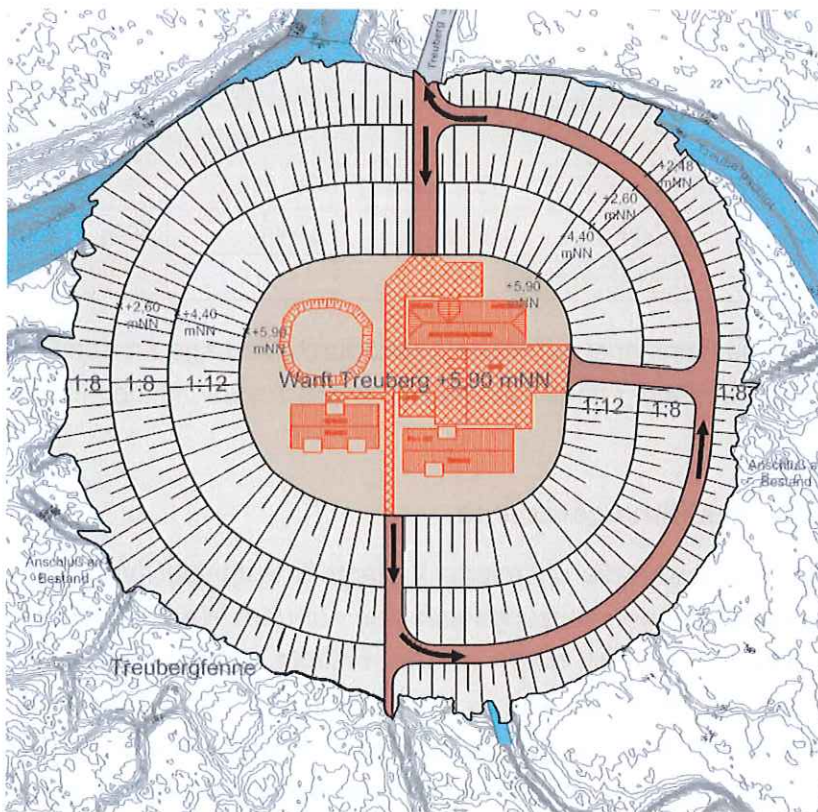 Treuberg
+2,48
mNN
+2,60
mNN
+4,40
mNN
+5,90
mNN
+2,60
mNN
+4,40
mNN
+5,90
mNN
1:8
1:8
1:12
Warft Treuberg +5,90 mNN
1:12
1:8
1:8
Anschluß a
Bestand
Anschluß a
Bestand
Treubergfenne